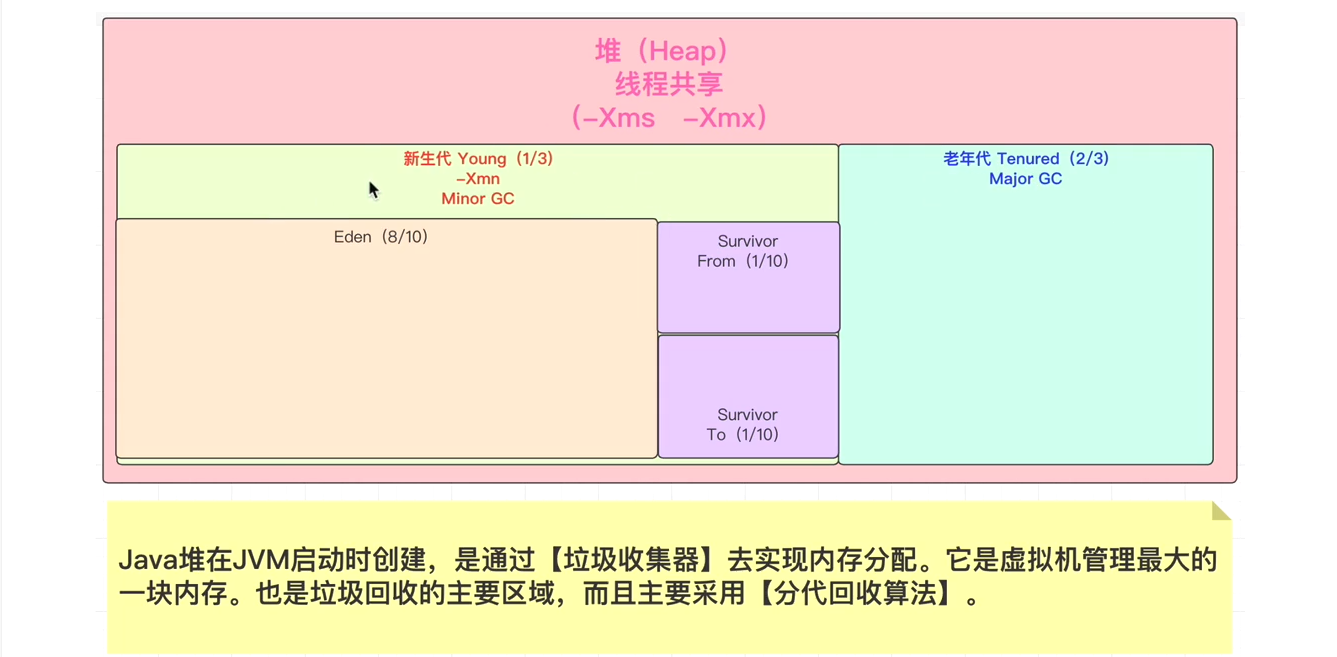 堆（Heap）
线程共享
（-Xms -Xmx）
新生代 Young（1/3）
-Xmn
Minor GC
老年代 Tenured（2/3）
Major GC
Eden（8/10）
Survivor
From（1/10）
Survivor
To（1/10）
Java堆在JVM启动时创建，是通过【垃圾收集器】去实现内存分配。它是虚拟机管理最大的
一块内存。也是垃圾回收的主要区域，而且主要采用【分代回收算法】。